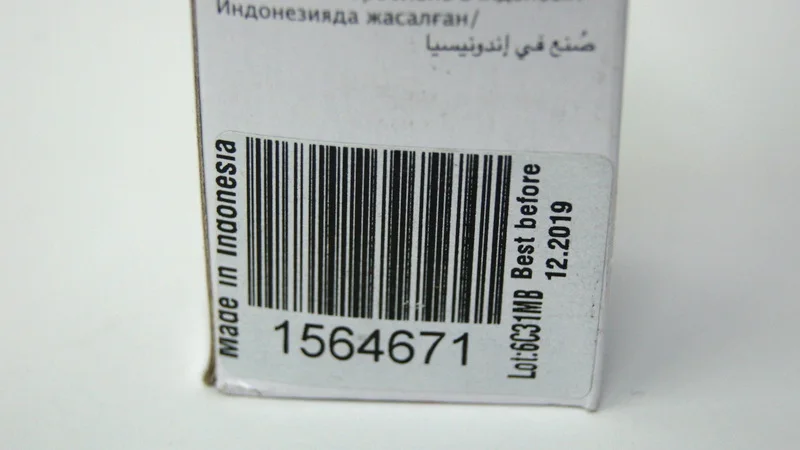 Индонезияда жасалған/
صُنع في إندونيسيا
Made in Indonesia
1564671
Lot:6C31MB Best before
12.2019